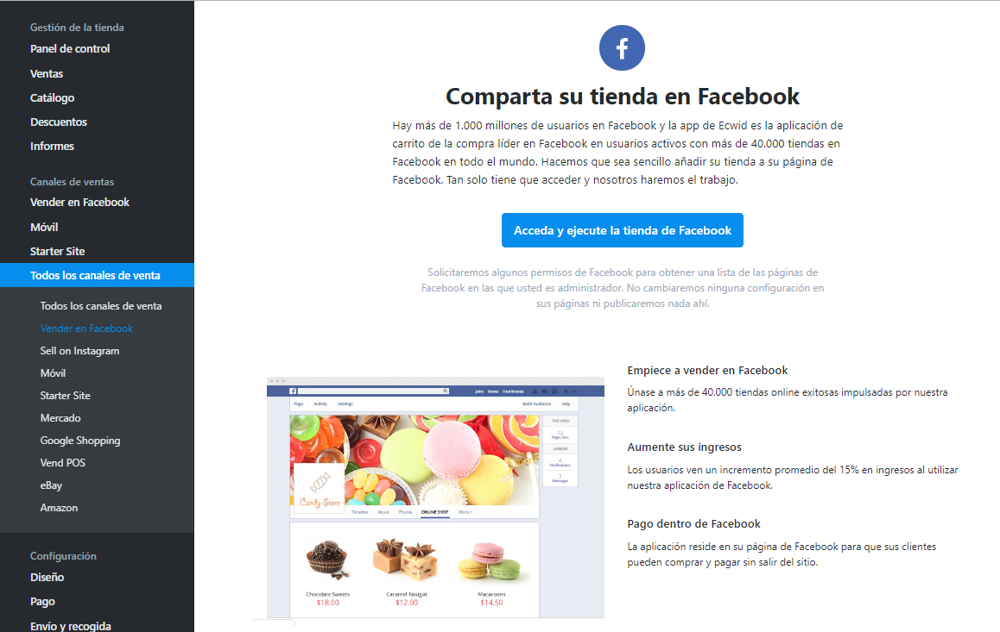 Gestión de la tienda
Panel de control
Ventas
Catálogo
Descuentos
Informes
Canales de ventas
Vender en Facebook
Móvil
Starter Site
Todos los canales de venta
Todos los canales de venta
Vender en Facebook
Sell on Instagram
Móvil
Starter Site
Mercado
Google Shopping
Vend POS
eBay
Amazon
Configuración
Diseño
Pago
Envío y recogida
f
Comparta su tienda en Facebook
Hay más de 1.000 millones de usuarios en Facebook y la app de Ecwid es la aplicación de
carrito de la compra líder en Facebook en usuarios activos con más de 40.000 tiendas en
Facebook en todo el mundo. Hacemos que sea sencillo añadir su tienda a su página de
Facebook. Tan solo tiene que acceder y nosotros haremos el trabajo.
Acceda y ejecute la tienda de Facebook
Solicitaremos algunos permisos de Facebook para obtener una lista de las páginas de
Facebook en las que usted es administrador. No cambiaremos ninguna configuración en
sus páginas ni publicaremos nada ahí.
f
John Home Find friends
Page Activity Settings
Build Audience Help
THIS WEEK
12
Page Likes
UNREAD
4
Notifications
7
Messages
Candy Store
Timeline About Photos ONLINE SHOP More
Chocolate Sweets
$18.00
Caramel Nougat
$12.00
Macaroons
$14.50
Empiece a vender en Facebook
Únase a más de 40.000 tiendas online exitosas impulsadas por nuestra
aplicación.
Aumente sus ingresos
Los usuarios ven un incremento promedio del 15% en ingresos al utilizar
nuestra aplicación de Facebook.
Pago dentro de Facebook
La aplicación reside en su página de Facebook para que sus clientes
pueden comprar y pagar sin salir del sitio.